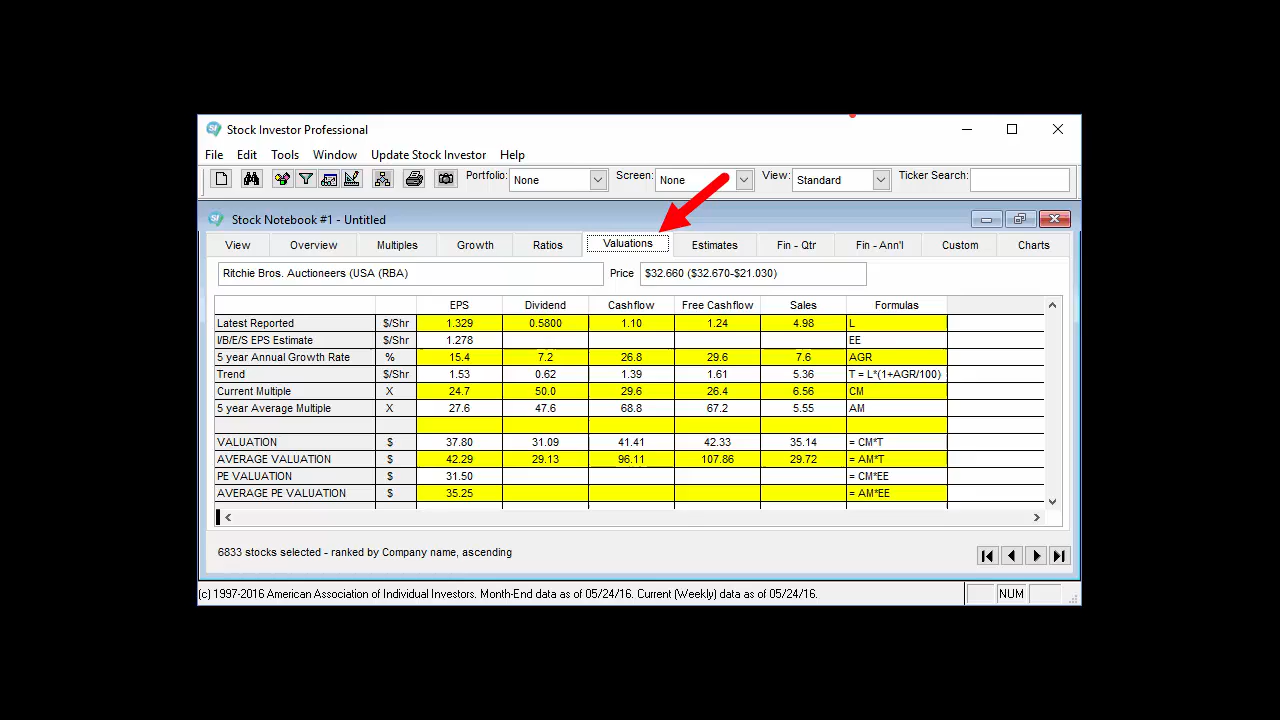 Stock Investor Professional
File Edit Tools Window Update Stock Investor Help
Portfolio: None Screen: None View: Standard Ticker Search:
Stock Notebook #1 - Untitled
View Overview Multiples Growth Ratios Valuations Estimates Fin - Qtr Fin - Ann'l Custom Charts
Ritchie Bros. Auctioneers (USA (RBA) Price $32.660 ($32.670-$21.030)
EPS Dividend Cashflow Free Cashflow Sales Formulas
Latest Reported $/Shr 1.329 0.5800 1.10 1.24 4.98 L
I/B/E/S EPS Estimate $/Shr 1.278 EE
5 year Annual Growth Rate % 15.4 7.2 26.8 29.6 7.6 AGR
Trend $/Shr 1.53 0.62 1.39 1.61 5.36 T = L*(1+AGR/100)
Current Multiple X 24.7 50.0 29.6 26.4 6.56 CM
5 year Average Multiple X 27.6 47.6 68.8 67.2 5.55 AM
VALUATION $ 37.80 31.09 41.41 42.33 35.14 = CM*T
AVERAGE VALUATION $ 42.29 29.13 96.11 107.86 29.72 = AM*T
PE VALUATION $ 31.50 = CM*EE
AVERAGE PE VALUATION $ 35.25 = AM*EE
6833 stocks selected - ranked by Company name, ascending
(c) 1997-2016 American Association of Individual Investors. Month-End data as of 05/24/16. Current (Weekly) data as of 05/24/16. NUM